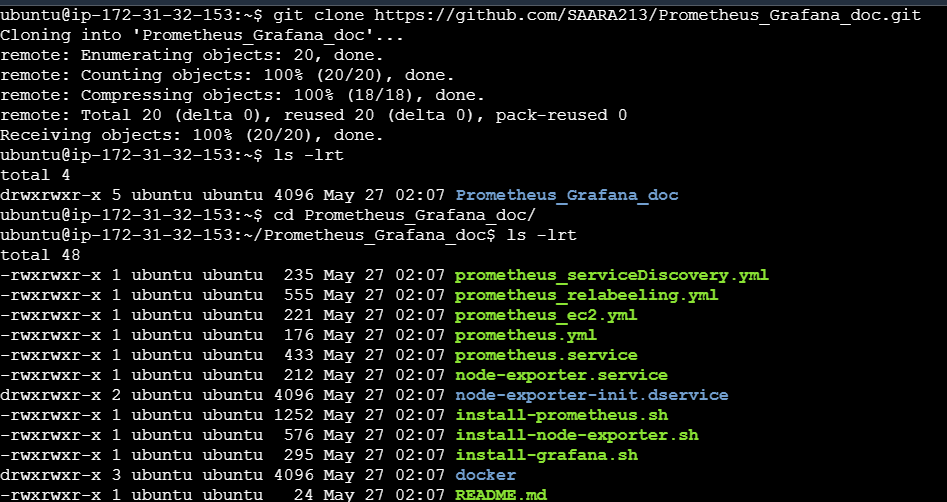 ubuntu@ip-172-31-32-153:~$ git clone https://github.com/SAARA213/Prometheus_Grafana_doc.git
Cloning into 'Prometheus_Grafana_doc'...
remote: Enumerating objects: 20, done.
remote: Counting objects: 100% (20/20), done.
remote: Compressing objects: 100% (18/18), done.
remote: Total 20 (delta 0), reused 20 (delta 0), pack-reused 0
Receiving objects: 100% (20/20), done.
ubuntu@ip-172-31-32-153:~$ ls -lrt
total 4
drwxrwxr-x 5 ubuntu ubuntu 4096 May 27 02:07 Prometheus_Grafana_doc
ubuntu@ip-172-31-32-153:~$ cd Prometheus_Grafana_doc/
ubuntu@ip-172-31-32-153:~/Prometheus_Grafana_doc$ ls -lrt
total 48
-rwxrwxr-x 1 ubuntu ubuntu  235 May 27 02:07 prometheus_serviceDiscovery.yml
-rwxrwxr-x 1 ubuntu ubuntu  555 May 27 02:07 prometheus_relabeeling.yml
-rwxrwxr-x 1 ubuntu ubuntu  221 May 27 02:07 prometheus_ec2.yml
-rwxrwxr-x 1 ubuntu ubuntu  176 May 27 02:07 prometheus.yml
-rwxrwxr-x 1 ubuntu ubuntu  433 May 27 02:07 prometheus.service
-rwxrwxr-x 1 ubuntu ubuntu  212 May 27 02:07 node-exporter.service
drwxrwxr-x 2 ubuntu ubuntu 4096 May 27 02:07 node-exporter-init.dservice
-rwxrwxr-x 1 ubuntu ubuntu 1252 May 27 02:07 install-prometheus.sh
-rwxrwxr-x 1 ubuntu ubuntu  576 May 27 02:07 install-node-exporter.sh
-rwxrwxr-x 1 ubuntu ubuntu  295 May 27 02:07 install-grafana.sh
drwxrwxr-x 3 ubuntu ubuntu 4096 May 27 02:07 docker
-rwxrwxr-x 1 ubuntu ubuntu   24 May 27 02:07 README.md